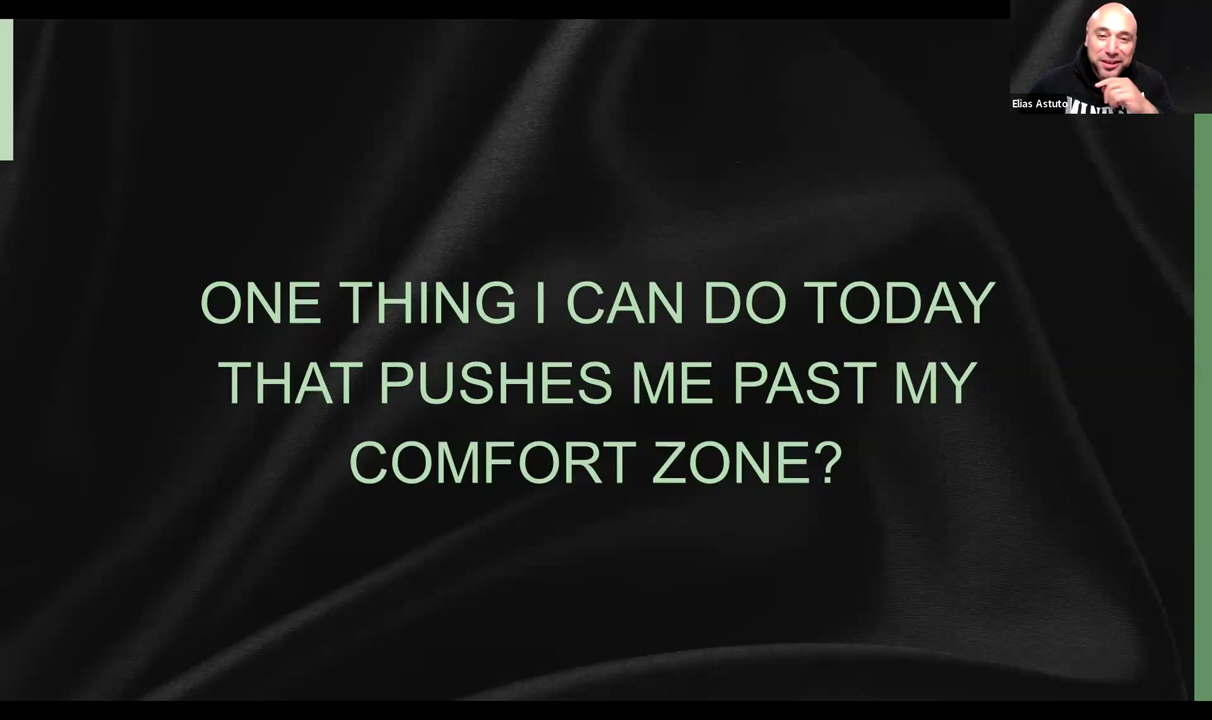 Elias Astuto
ONE THING I CAN DO TODAY
THAT PUSHES ME PAST MY
COMFORT ZONE?